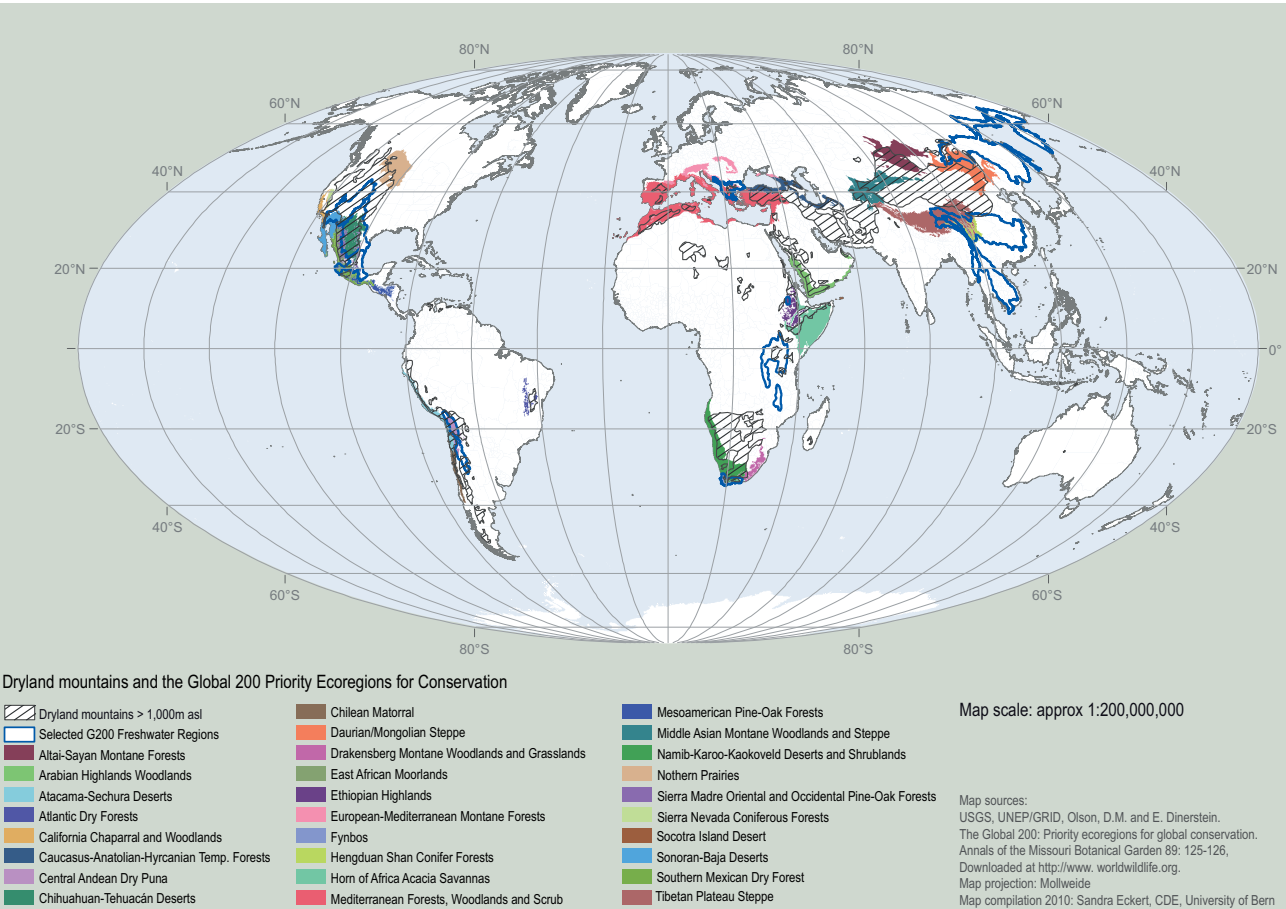 80°N
80°N
60°N
60°N
40°N
40°N
20°N
20°N
0°
20°S
20°S
40°S
40°S
60°S
60°S
80°S
80°S
Dryland mountains and the Global 200 Priority Ecoregions for Conservation
Dryland mountains > 1,000m asl
Selected G200 Freshwater Regions
Altai-Sayan Montane Forests
Arabian Highlands Woodlands
Atacama-Sechura Deserts
Atlantic Dry Forests
California Chaparral and Woodlands
Caucasus-Anatolian-Hyrcanian Temp. Forests
Central Andean Dry Puna
Chihuahuan-Tehuacán Deserts
Chilean Matorral
Daurian/Mongolian Steppe
Drakensberg Montane Woodlands and Grasslands
East African Moorlands
Ethiopian Highlands
European-Mediterranean Montane Forests
Fynbos
Hengduan Shan Conifer Forests
Horn of Africa Acacia Savannas
Mediterranean Forests, Woodlands and Scrub
Mesoamerican Pine-Oak Forests
Middle Asian Montane Woodlands and Steppe
Namib-Karoo-Kaokoveld Deserts and Shrublands
Nothern Prairies
Sierra Madre Oriental and Occidental Pine-Oak Forests
Sierra Nevada Coniferous Forests
Socotra Island Desert
Sonoran-Baja Deserts
Southern Mexican Dry Forest
Tibetan Plateau Steppe
Map scale: approx 1:200,000,000
Map sources:
USGS, UNEP/GRID, Olson, D.M. and E. Dinerstein.
The Global 200: Priority ecoregions for global conservation.
Annals of the Missouri Botanical Garden 89: 125-126,
Downloaded at http://www. worldwildlife.org.
Map projection: Mollweide
Map compilation 2010: Sandra Eckert, CDE, University of Bern